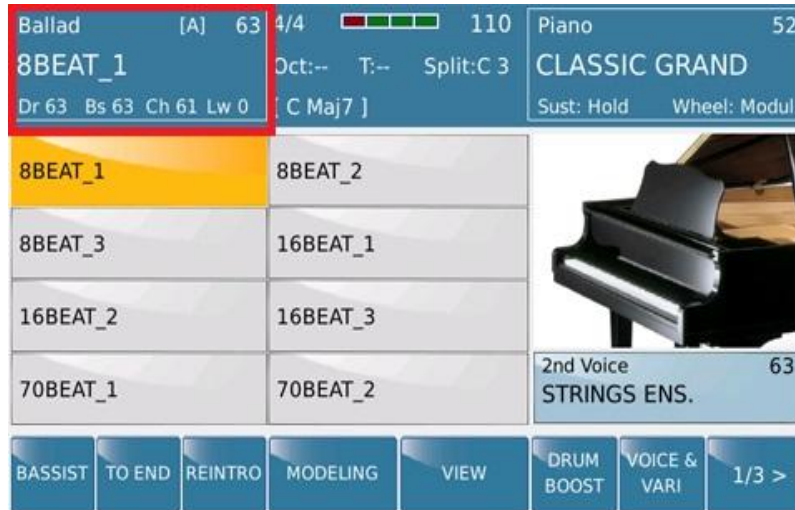 Ballad [A] 63
8BEAT_1
Dr 63 Bs 63 Ch 61 Lw 0
4/4 110
Oct:-- T:-- Split:C 3
[ C Maj7 ]
Piano 52
CLASSIC GRAND
Sust: Hold Wheel: Modul
8BEAT_1
8BEAT_2
8BEAT_3
16BEAT_1
16BEAT_2
16BEAT_3
70BEAT_1
70BEAT_2
2nd Voice 63
STRINGS ENS.
BASSIST
TO END
REINTRO
MODELING
VIEW
DRUM
BOOST
VOICE &
VARI
1/3 >